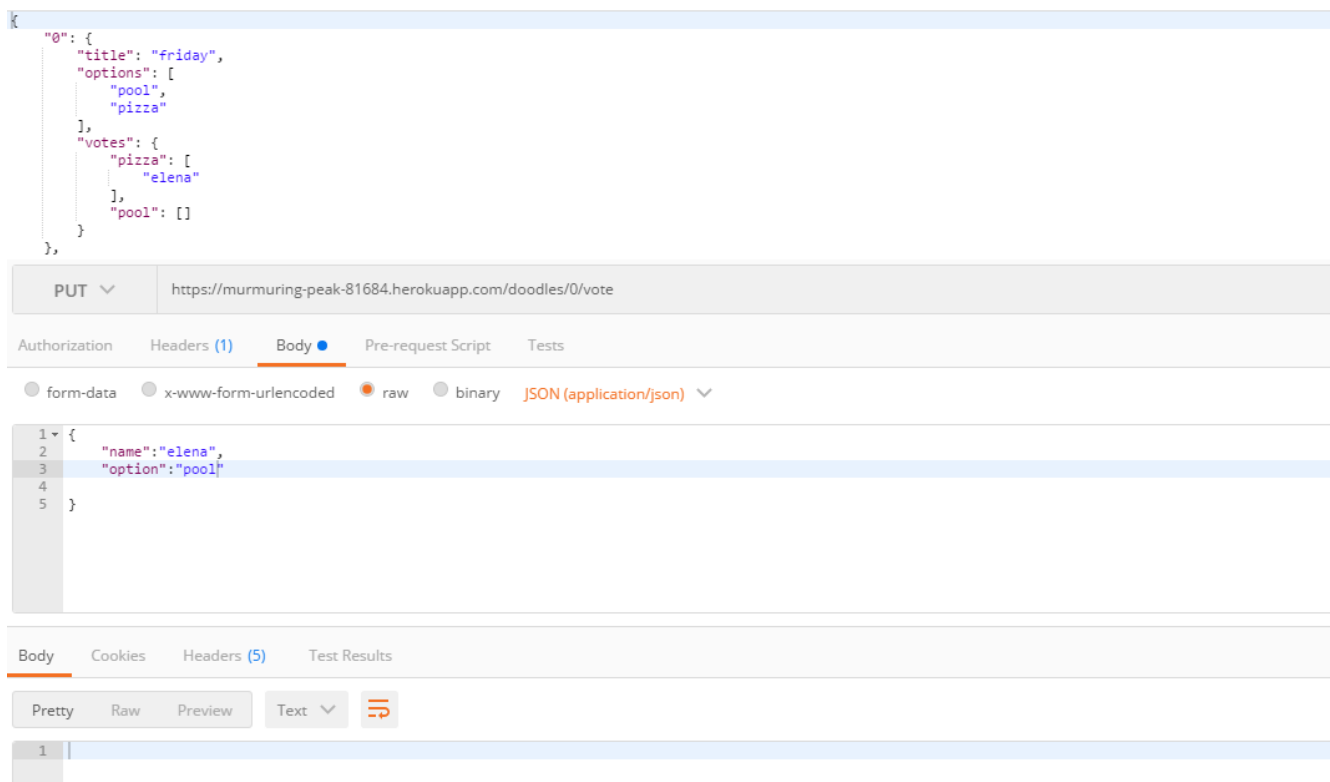 {
"0": {
"title": "friday",
"options": [
"pool",
"pizza"
],
"votes": {
"pizza": [
"elena"
],
"pool": []
}
},
PUT https://murmuring-peak-81684.herokuapp.com/doodles/0/vote
Authorization Headers (1) Body Pre-request Script Tests
form-data x-www-form-urlencoded raw binary JSON (application/json)
1 {
2 "name":"elena",
3 "option":"pool"
4
5 }
Body Cookies Headers (5) Test Results
Pretty Raw Preview Text
1